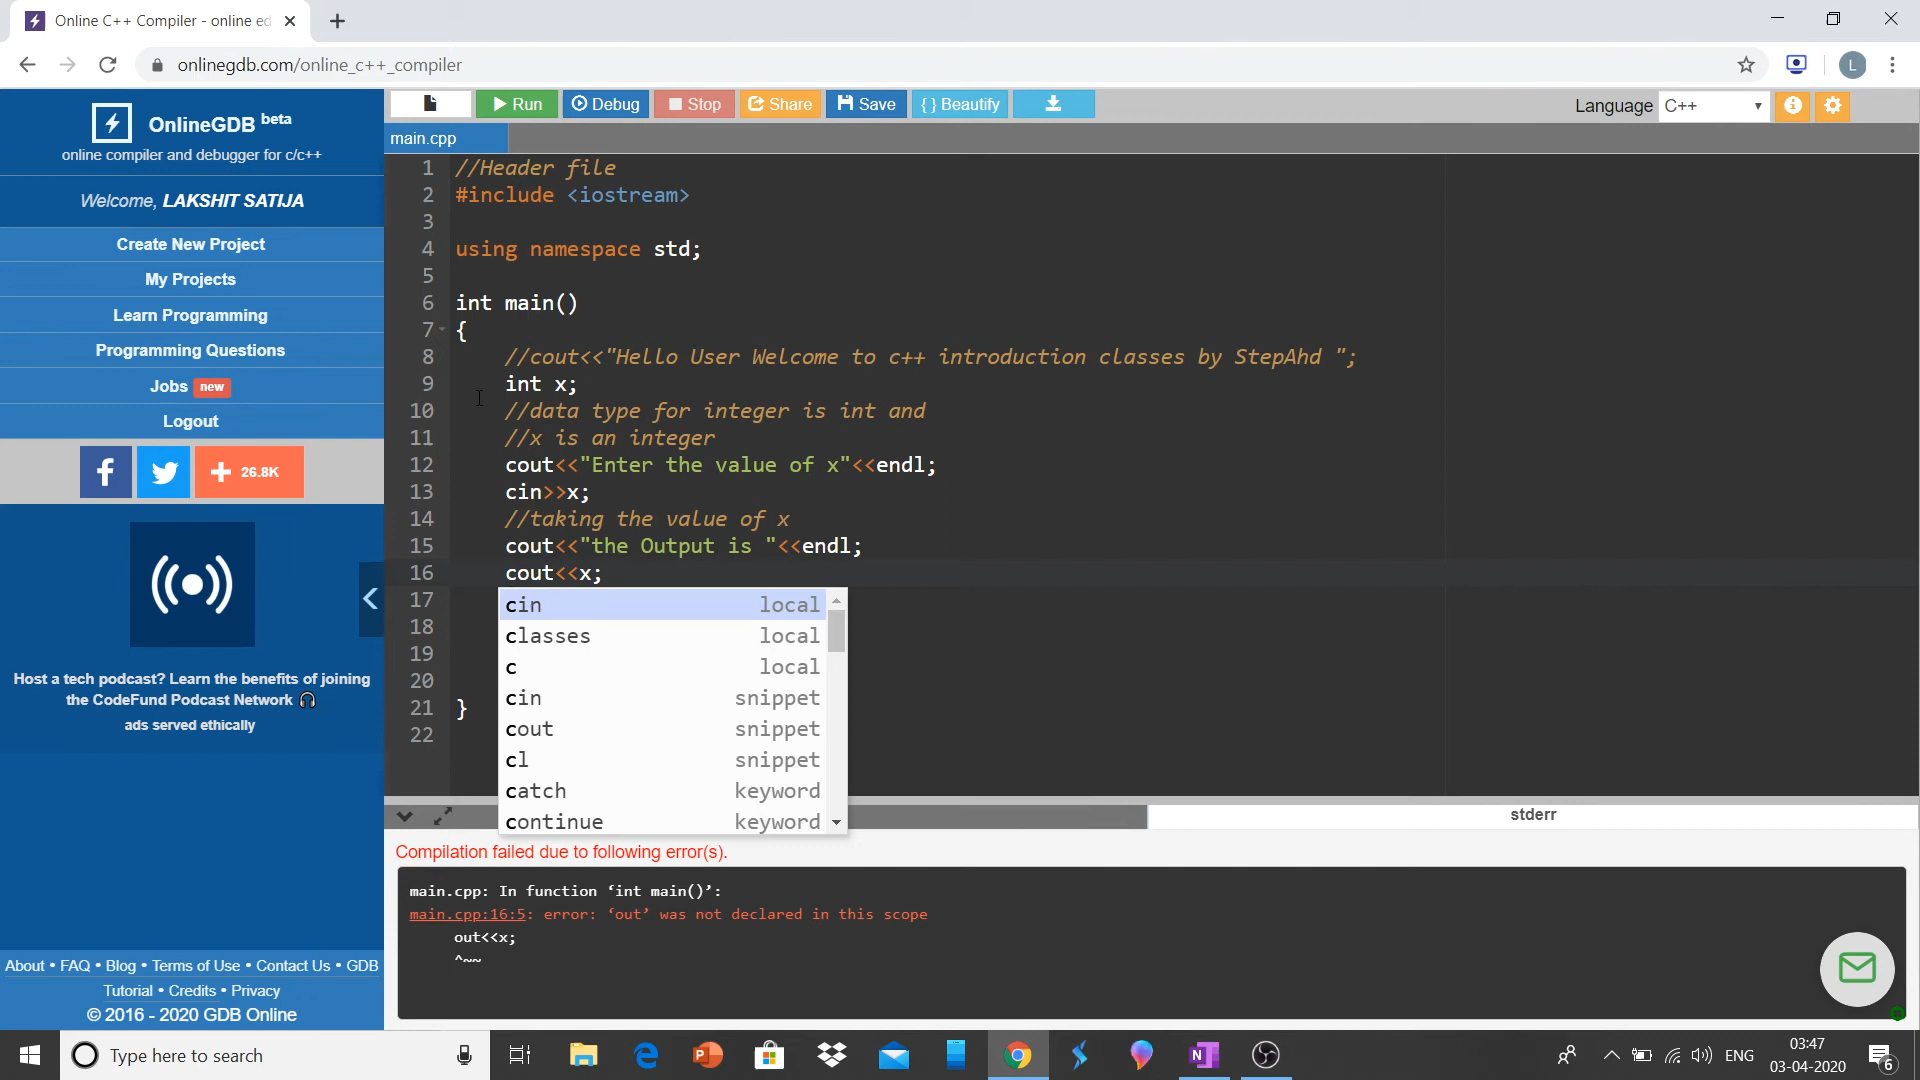 Online C++ Compiler - online ed
onlinegdb.com/online_c++_compiler
L
OnlineGDB beta
online compiler and debugger for c/c++
Welcome, LAKSHIT SATIJA
Create New Project
My Projects
Learn Programming
Programming Questions
Jobs new
Logout
26.8K
Host a tech podcast? Learn the benefits of joining
the CodeFund Podcast Network
ads served ethically
About • FAQ • Blog • Terms of Use • Contact Us • GDB
Tutorial • Credits • Privacy
© 2016 - 2020 GDB Online
Run Debug Stop Share Save { } Beautify
Language C++
main.cpp
1 //Header file
2 #include <iostream>
3
4 using namespace std;
5
6 int main()
7 {
8 //cout<<"Hello User Welcome to c++ introduction classes by StepAhd ";
9 int x;
10 //data type for integer is int and
11 //x is an integer
12 cout<<"Enter the value of x"<<endl;
13 cin>>x;
14 //taking the value of x
15 cout<<"the Output is "<<endl;
16 cout<<x;
17
18
19
20
21 }
22
cin local
classes local
c local
cin snippet
cout snippet
cl snippet
catch keyword
continue keyword
stderr
Compilation failed due to following error(s).
main.cpp: In function ‘int main()’:
main.cpp:16:5: error: ‘out’ was not declared in this scope
out<<x;
^~~
Type here to search
ENG
03:47
03-04-2020
6